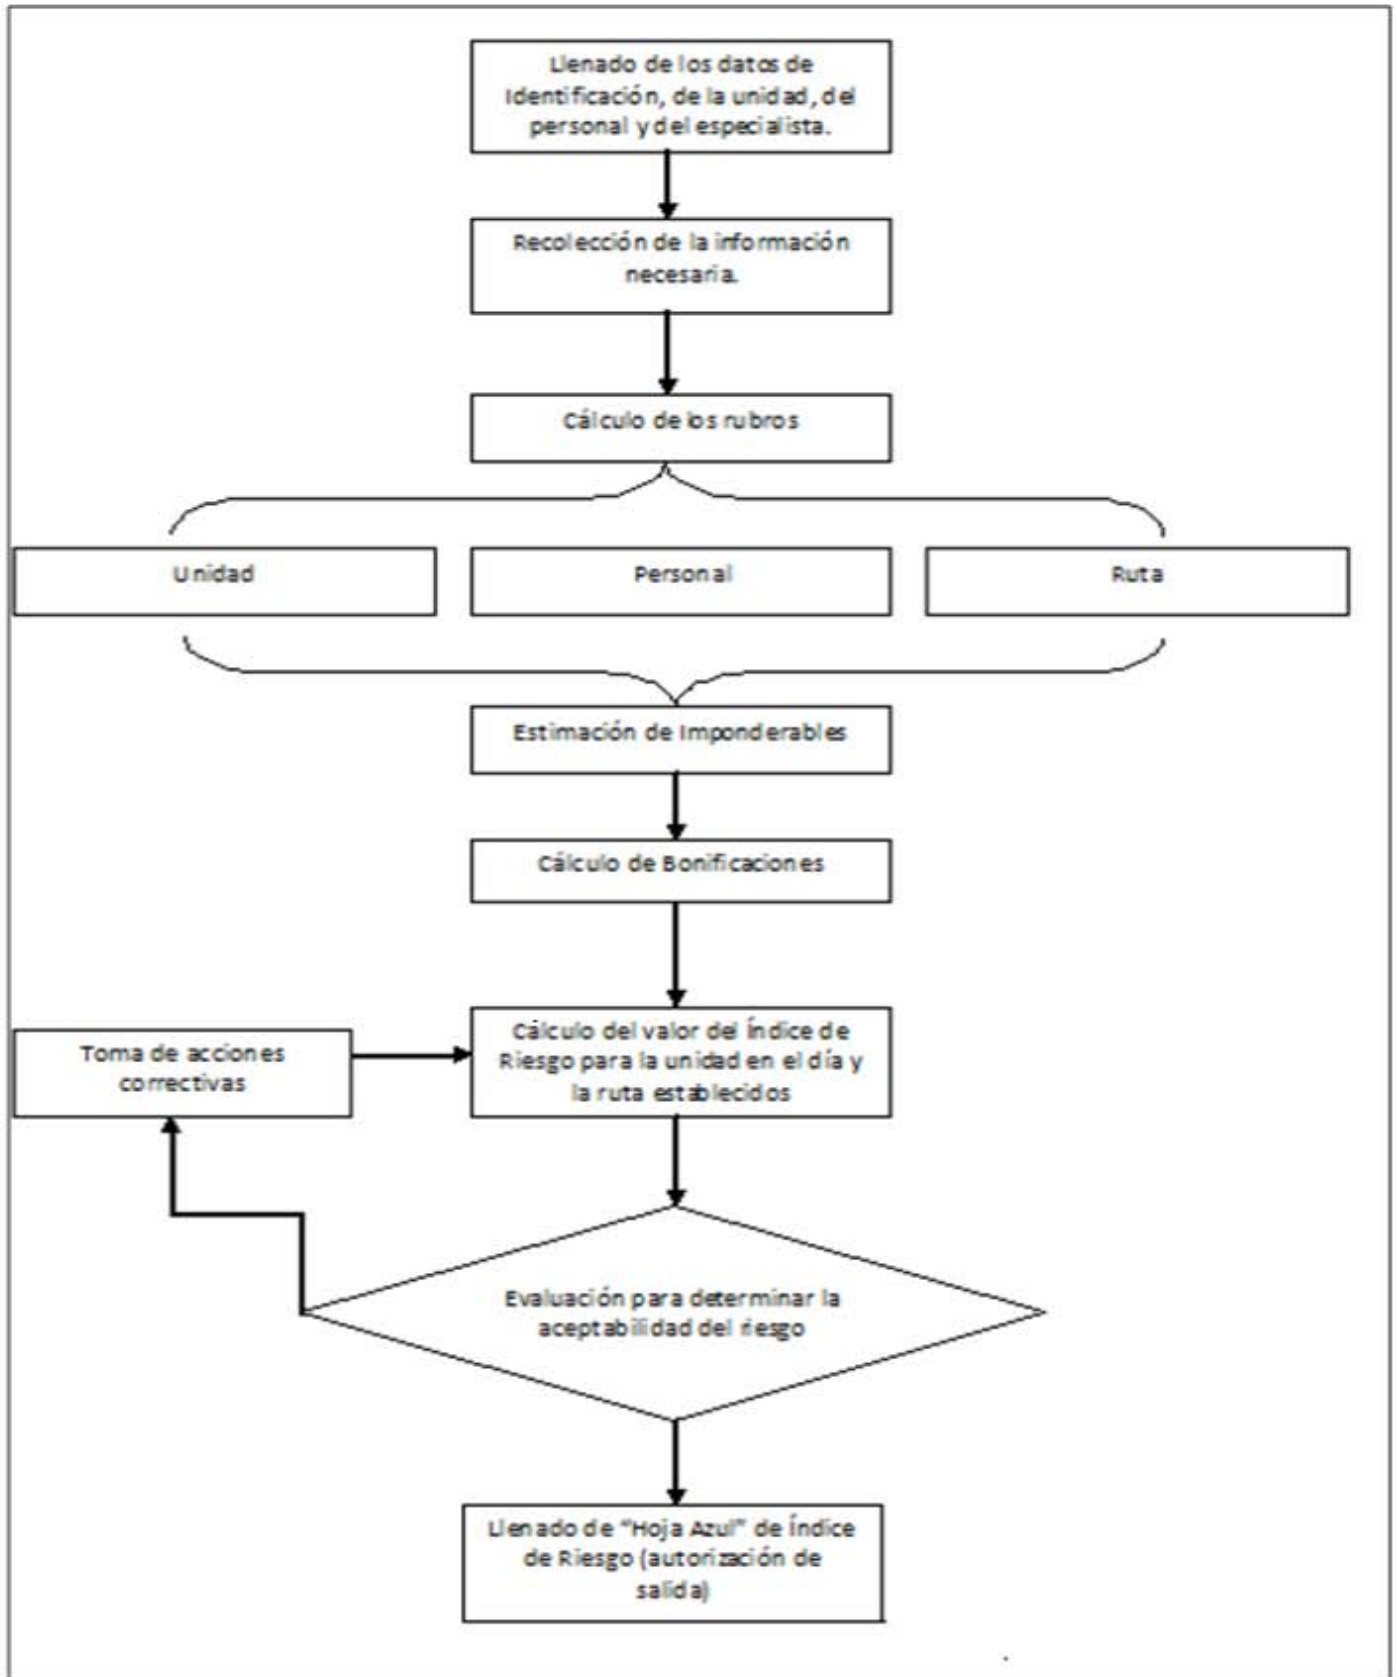 Llenado de los datos de
Identificación, de la unidad, del
personal y del especialista.
Recolección de la información
necesaria.
Cálculo de los rubros
Unidad
Personal
Ruta
Estimación de Imponderables
Cálculo de Bonificaciones
Toma de acciones
correctivas
Cálculo del valor del Índice de
Riesgo para la unidad en el día y
la ruta establecidos
Evaluación para determinar la
aceptabilidad del riesgo
Llenado de "Hoja Azul" de Índice
de Riesgo (autorización de
salida)